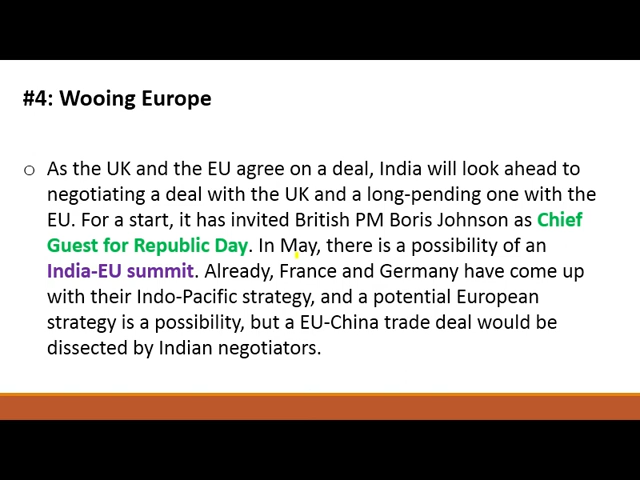 #4: Wooing Europe
o As the UK and the EU agree on a deal, India will look ahead to
negotiating a deal with the UK and a long-pending one with the
EU. For a start, it has invited British PM Boris Johnson as Chief
Guest for Republic Day. In May, there is a possibility of an
India-EU summit. Already, France and Germany have come up
with their Indo-Pacific strategy, and a potential European
strategy is a possibility, but a EU-China trade deal would be
dissected by Indian negotiators.